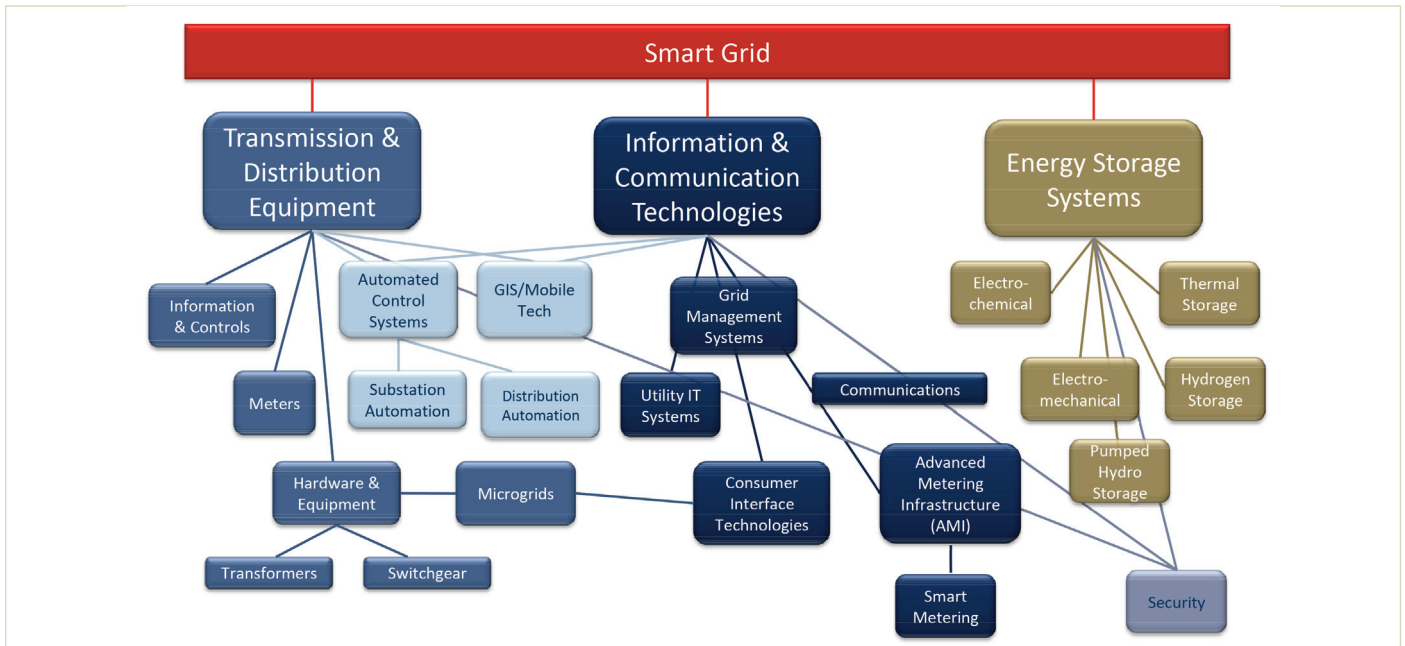 Smart Grid
Transmission &
Distribution
Equipment
Information &
Communication
Technologies
Energy Storage
Systems
Information
& Controls
Automated
Control
Systems
GIS/Mobile
Tech
Grid
Management
Systems
Electro-
chemical
Thermal
Storage
Meters
Substation
Automation
Distribution
Automation
Utility IT
Systems
Communications
Electro-
mechanical
Hydrogen
Storage
Hardware &
Equipment
Microgrids
Consumer
Interface
Technologies
Advanced
Metering
Infrastructure
(AMI)
Pumped
Hydro
Storage
Transformers
Switchgear
Smart
Metering
Security